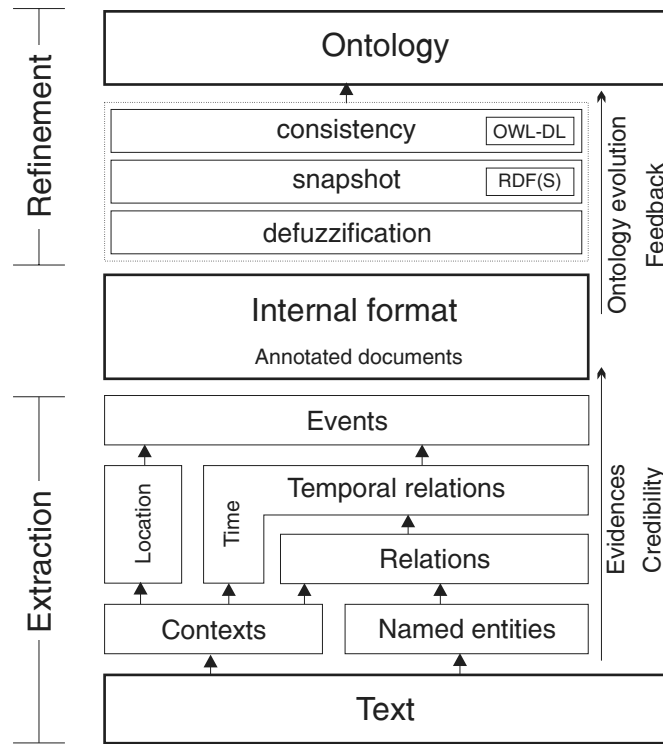 Refinement
Ontology
consistency
OWL-DL
snapshot
RDF(S)
defuzzification
Ontology evolution
Feedback
Internal format
Annotated documents
Extraction
Events
Location
Time
Temporal relations
Relations
Contexts
Named entities
Evidences
Credibility
Text